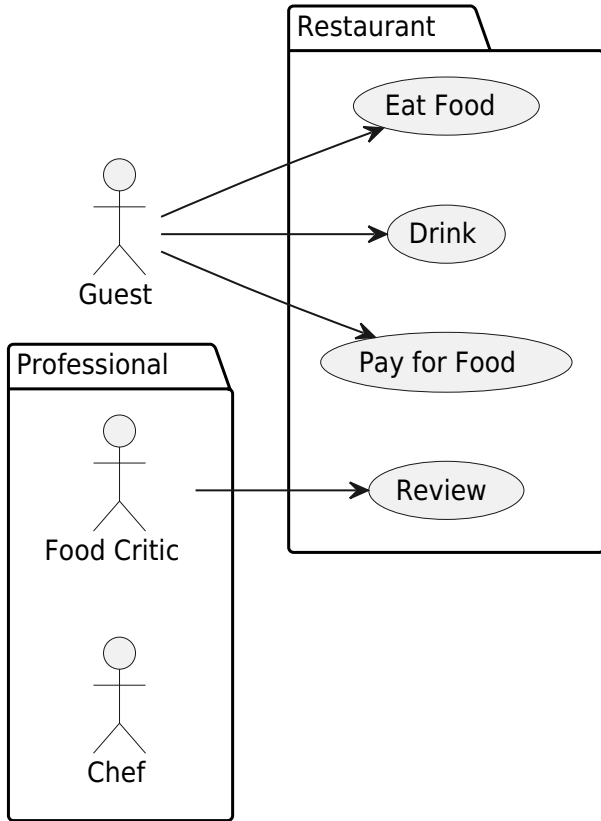 Restaurant
Eat Food
Drink
Guest
Pay for Food
Professional
Review
Food Critic
Chef